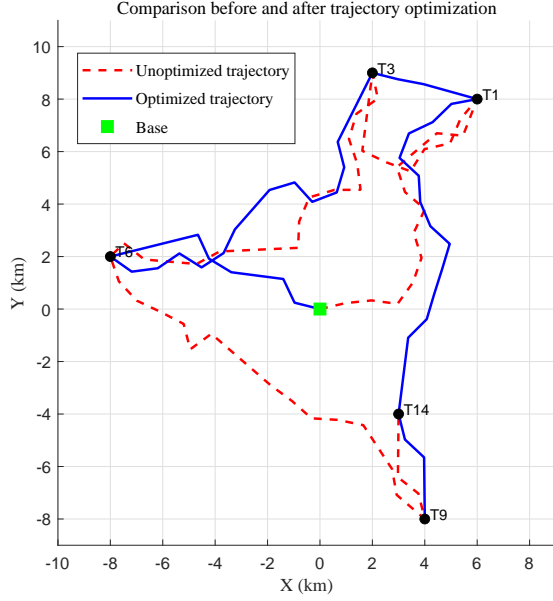 Comparison before and after trajectory optimization
Unoptimized trajectory
Optimized trajectory
Base
T3
T1
T6
T14
T9
10
8
6
4
2
0
-2
-4
-6
-8
Y (km)
-10
-8
-6
-4
-2
0
2
4
6
8
X (km)